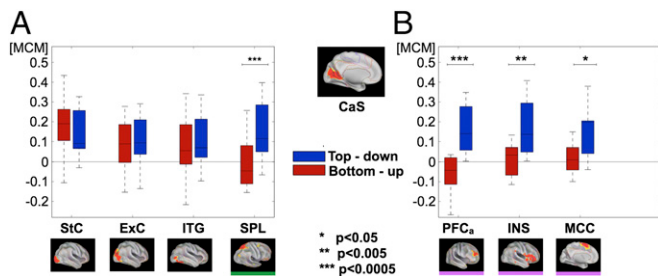 A
[MCM]
0.5
0.4
0.3
0.2
0.1
0
-0.1
-0.2
***
StC ExC ITG SPL
CaS
Top - down
Bottom - up
* p<0.05
** p<0.005
*** p<0.0005
B
[MCM]
0.5
0.4
0.3
0.2
0.1
0
-0.1
-0.2
*** ** *
PFCa INS MCC